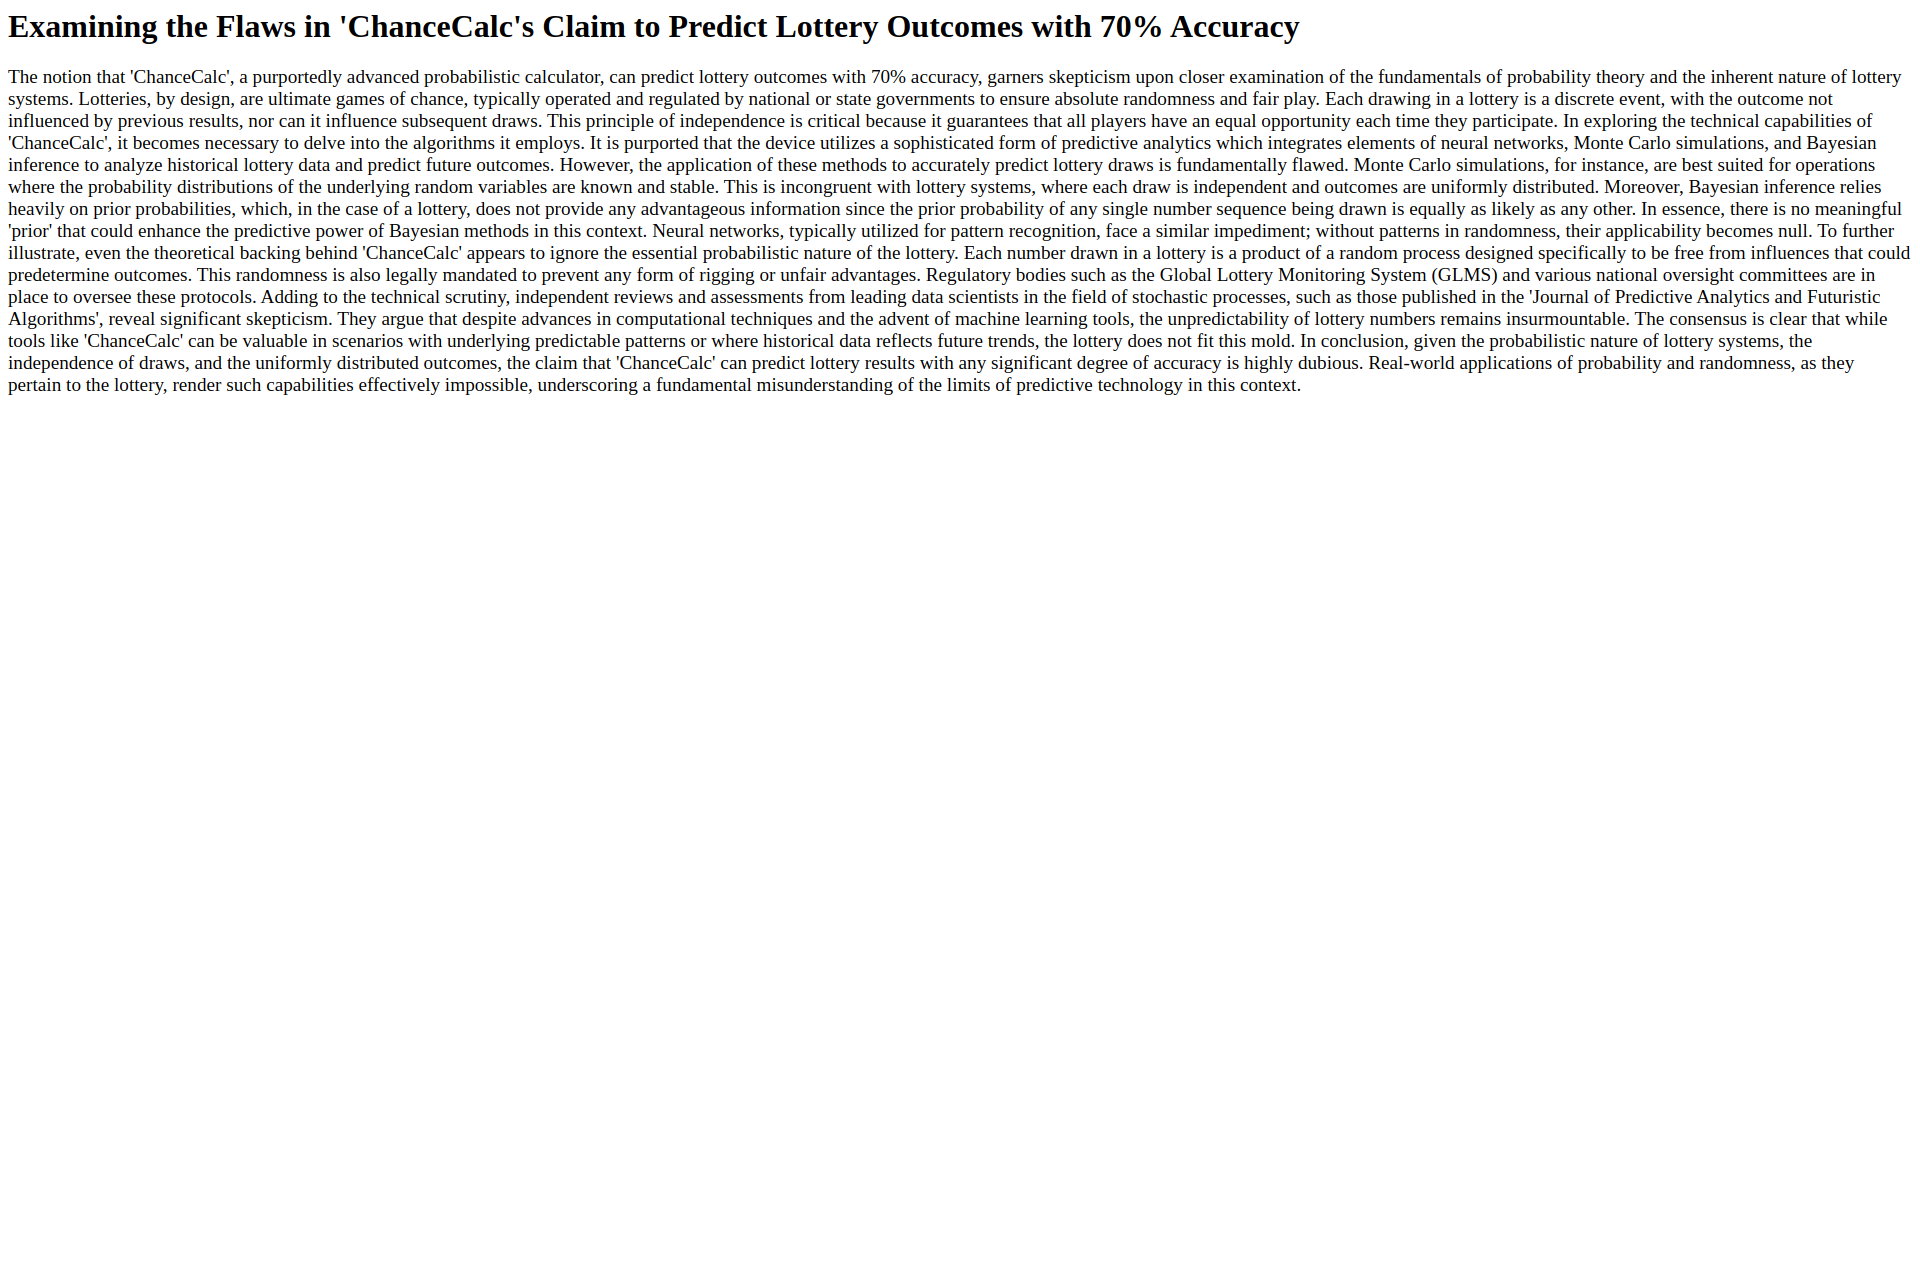 Examining the Flaws in 'ChanceCalc's Claim to Predict Lottery Outcomes with 70% Accuracy
The notion that 'ChanceCalc', a purportedly advanced probabilistic calculator, can predict lottery outcomes with 70% accuracy, garners skepticism upon closer examination of the fundamentals of probability theory and the inherent nature of lottery
systems. Lotteries, by design, are ultimate games of chance, typically operated and regulated by national or state governments to ensure absolute randomness and fair play. Each drawing in a lottery is a discrete event, with the outcome not
influenced by previous results, nor can it influence subsequent draws. This principle of independence is critical because it guarantees that all players have an equal opportunity each time they participate. In exploring the technical capabilities of
'ChanceCalc', it becomes necessary to delve into the algorithms it employs. It is purported that the device utilizes a sophisticated form of predictive analytics which integrates elements of neural networks, Monte Carlo simulations, and Bayesian
inference to analyze historical lottery data and predict future outcomes. However, the application of these methods to accurately predict lottery draws is fundamentally flawed. Monte Carlo simulations, for instance, are best suited for operations
where the probability distributions of the underlying random variables are known and stable. This is incongruent with lottery systems, where each draw is independent and outcomes are uniformly distributed. Moreover, Bayesian inference relies
heavily on prior probabilities, which, in the case of a lottery, does not provide any advantageous information since the prior probability of any single number sequence being drawn is equally as likely as any other. In essence, there is no meaningful
'prior' that could enhance the predictive power of Bayesian methods in this context. Neural networks, typically utilized for pattern recognition, face a similar impediment; without patterns in randomness, their applicability becomes null. To further
illustrate, even the theoretical backing behind 'ChanceCalc' appears to ignore the essential probabilistic nature of the lottery. Each number drawn in a lottery is a product of a random process designed specifically to be free from influences that could
predetermine outcomes. This randomness is also legally mandated to prevent any form of rigging or unfair advantages. Regulatory bodies such as the Global Lottery Monitoring System (GLMS) and various national oversight committees are in
place to oversee these protocols. Adding to the technical scrutiny, independent reviews and assessments from leading data scientists in the field of stochastic processes, such as those published in the 'Journal of Predictive Analytics and Futuristic
Algorithms', reveal significant skepticism. They argue that despite advances in computational techniques and the advent of machine learning tools, the unpredictability of lottery numbers remains insurmountable. The consensus is clear that while
tools like 'ChanceCalc' can be valuable in scenarios with underlying predictable patterns or where historical data reflects future trends, the lottery does not fit this mold. In conclusion, given the probabilistic nature of lottery systems, the
independence of draws, and the uniformly distributed outcomes, the claim that 'ChanceCalc' can predict lottery results with any significant degree of accuracy is highly dubious. Real-world applications of probability and randomness, as they
pertain to the lottery, render such capabilities effectively impossible, underscoring a fundamental misunderstanding of the limits of predictive technology in this context.